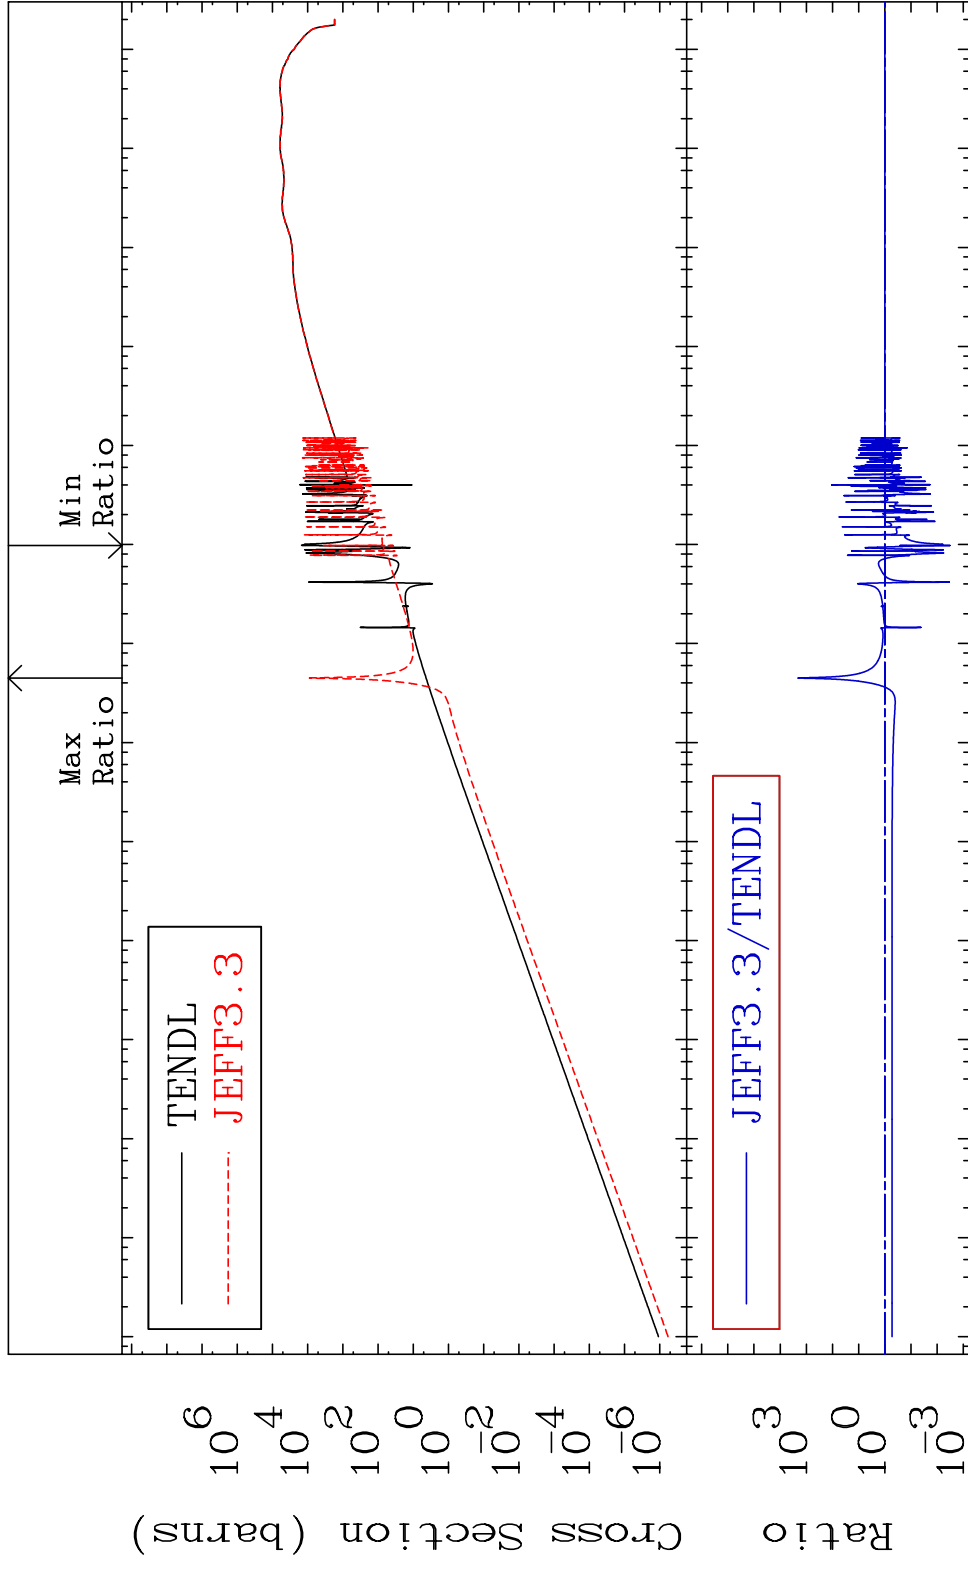 Max
Ratio
Min
Ratio
TENDL
JEFF3.3
JEFF3.3/TENDL
Cross Section (barns)
10 6
10 4
10 2
10 0
10 -2
10 -4
10 -6
Ratio
10 3
10 0
10 -3